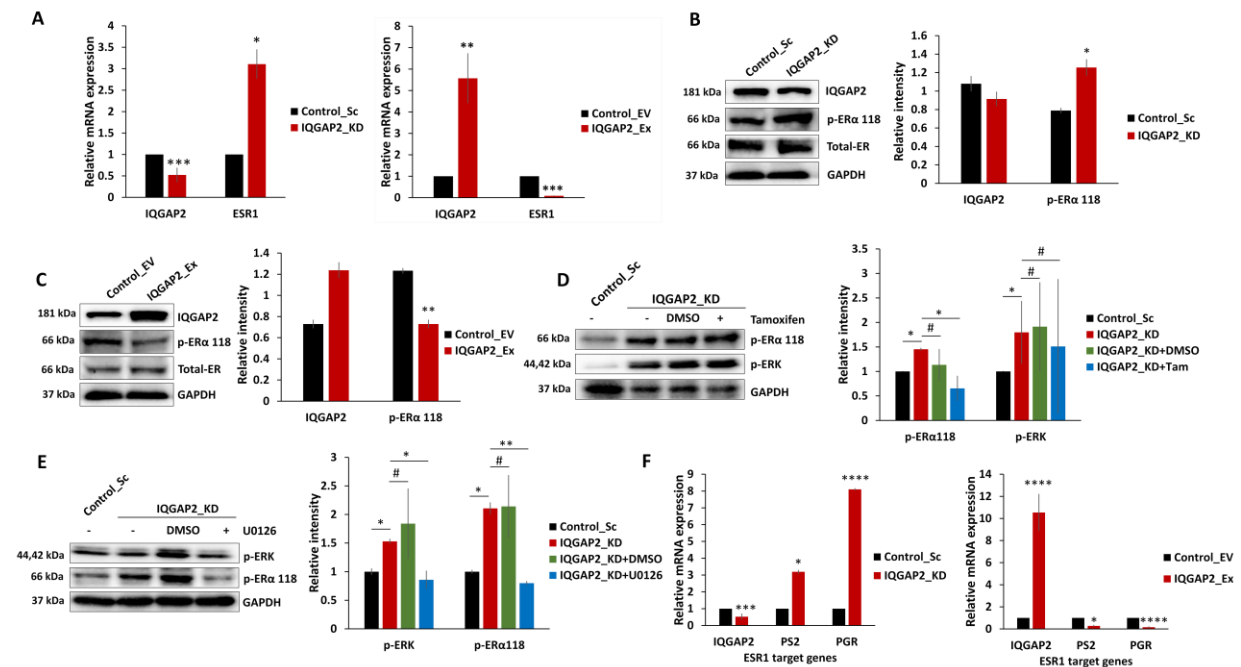 A
Relative mRNA expression
4
3.5
3
2.5
2
1.5
1
0.5
0
***
*
IQGAP2
ESR1
Control_Sc
IQGAP2_KD
Relative mRNA expression
8
7
6
5
4
3
2
1
0
**
***
IQGAP2
ESR1
Control_EV
IQGAP2_Ex
B
Control_Sc
IQGAP2_KD
181 kDa
IQGAP2
66 kDa
p-ERα 118
66 kDa
Total-ER
37 kDa
GAPDH
Relative intensity
1.6
1.4
1.2
1
0.8
0.6
0.4
0.2
0
*
IQGAP2
p-ERα 118
Control_Sc
IQGAP2_KD
C
Control_EV
IQGAP2_Ex
181 kDa
IQGAP2
66 kDa
p-ERα 118
66 kDa
Total-ER
37 kDa
GAPDH
Relative intensity
1.4
1.2
1
0.8
0.6
0.4
0.2
0
**
IQGAP2
p-ERα 118
Control_EV
IQGAP2_Ex
D
Control_Sc
IQGAP2_KD
- DMSO + Tamoxifen
66 kDa
p-ERα 118
44,42 kDa
p-ERK
37 kDa
GAPDH
Relative intensity
3.5
3
2.5
2
1.5
1
0.5
0
*
#
*
*
#
#
p-ERα118
p-ERK
Control_Sc
IQGAP2_KD
IQGAP2_KD+DMSO
IQGAP2_KD+Tam
E
Control_Sc
IQGAP2_KD
- - DMSO + U0126
44,42 kDa
p-ERK
66 kDa
p-ERα 118
37 kDa
GAPDH
Relative intensity
3
2.5
2
1.5
1
0.5
0
*
#
*
*
#
**
p-ERK
p-ERα118
Control_Sc
IQGAP2_KD
IQGAP2_KD+DMSO
IQGAP2_KD+U0126
F
Relative mRNA expression
9
8
7
6
5
4
3
2
1
0
***
*
****
IQGAP2
PS2
PGR
ESR1 target genes
Control_Sc
IQGAP2_KD
Relative mRNA expression
14
12
10
8
6
4
2
0
****
*
****
IQGAP2
PS2
PGR
ESR1 target genes
Control_EV
IQGAP2_Ex